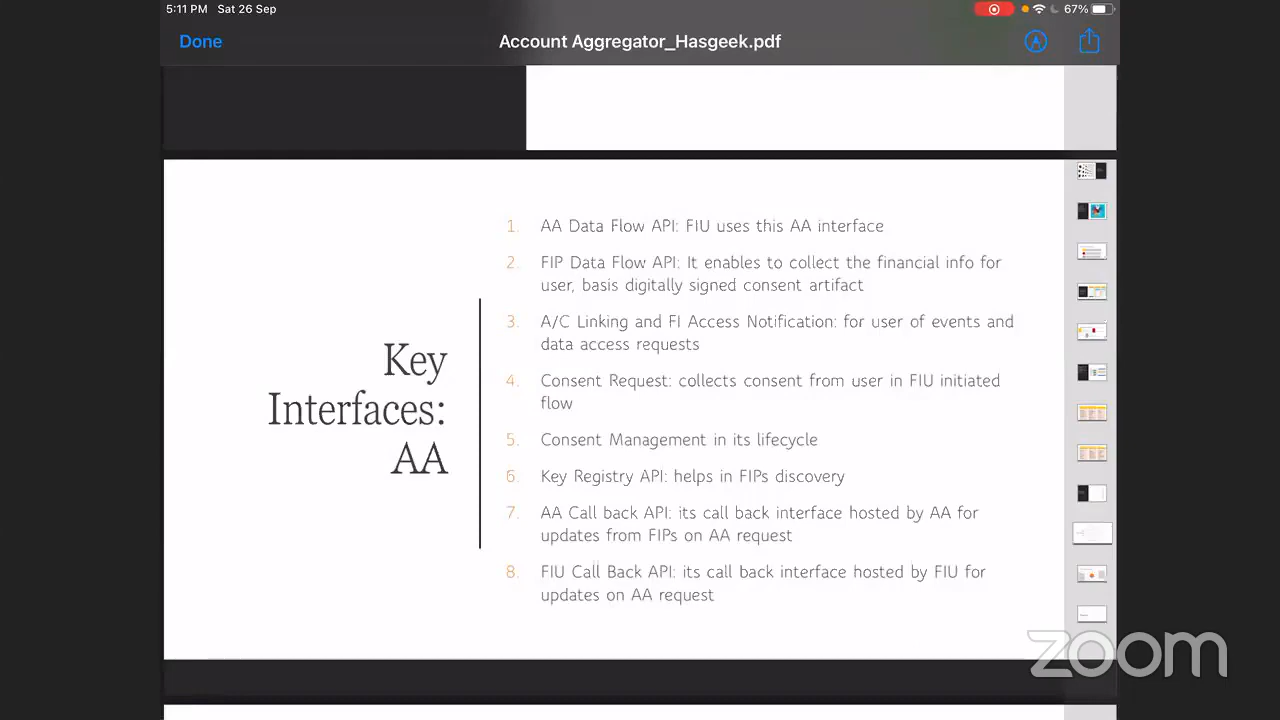 5:11 PM Sat 26 Sep
67%
Done
Account Aggregator_Hasgeek.pdf
Key
Interfaces:
AA
1. AA Data Flow API: FIU uses this AA interface
2. FIP Data Flow API: It enables to collect the financial info for
user, basis digitally signed consent artifact
3. A/C Linking and FI Access Notification: for user of events and
data access requests
4. Consent Request: collects consent from user in FIU initiated
flow
5. Consent Management in its lifecycle
6. Key Registry API: helps in FIPs discovery
7. AA Call back API: its call back interface hosted by AA for
updates from FIPs on AA request
8. FIU Call Back API: its call back interface hosted by FIU for
updates on AA request
zoom